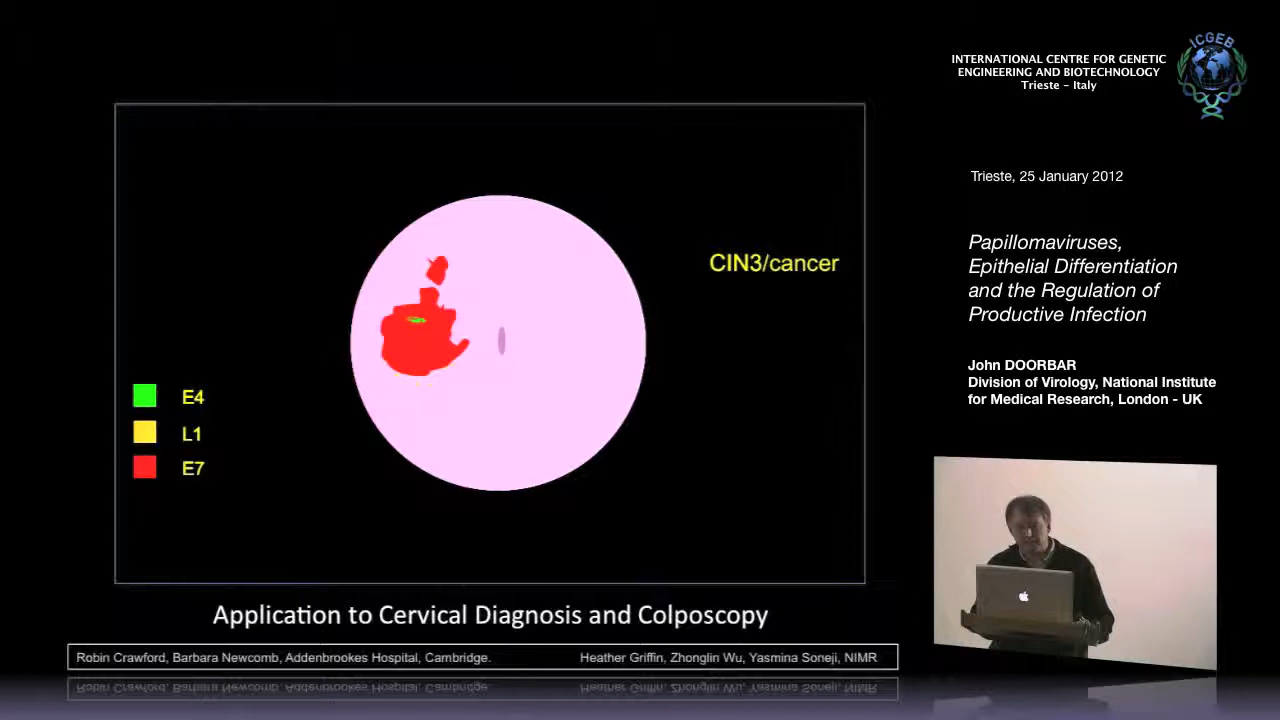 INTERNATIONAL CENTRE FOR GENETIC
ENGINEERING AND BIOTECHNOLOGY
Trieste – Italy
ICGEB
Trieste, 25 January 2012
Papillomaviruses,
Epithelial Differentiation
and the Regulation of
Productive Infection
John DOORBAR
Division of Virology, National Institute
for Medical Research, London - UK
CIN3/cancer
E4
L1
E7
Application to Cervical Diagnosis and Colposcopy
Robin Crawford, Barbara Newcomb, Addenbrookes Hospital, Cambridge.
Heather Griffin, Zhonglin Wu, Yasmina Soneji, NIMR